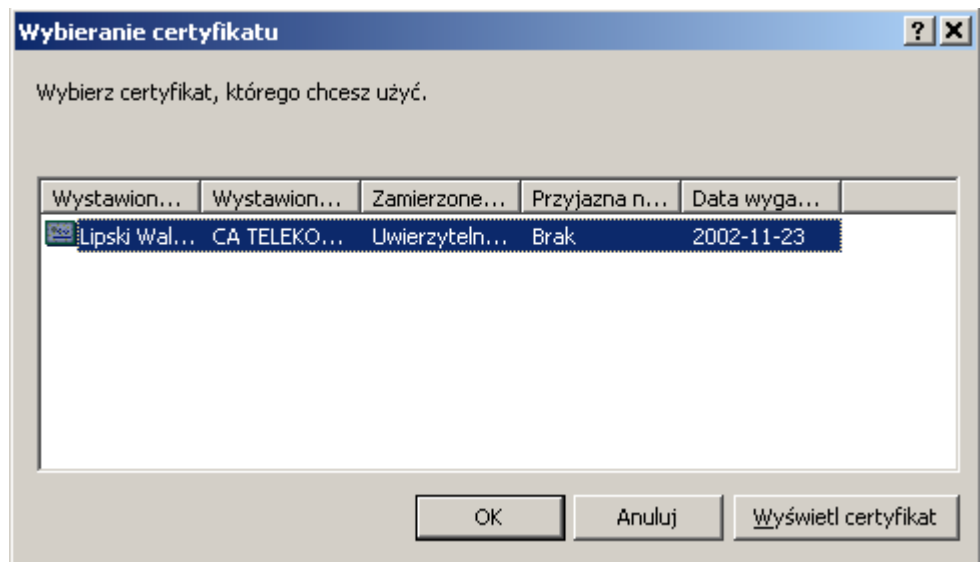 Wybieranie certyfikatu
Wybierz certyfikat, którego chcesz użyć.
Wystawion... Wystawion... Zamierzone... Przyjazna n... Data wyga...
Lipski Wal... CA TELEKO... Uwierzyteln... Brak 2002-11-23
OK Anuluj Wyświetl certyfikat